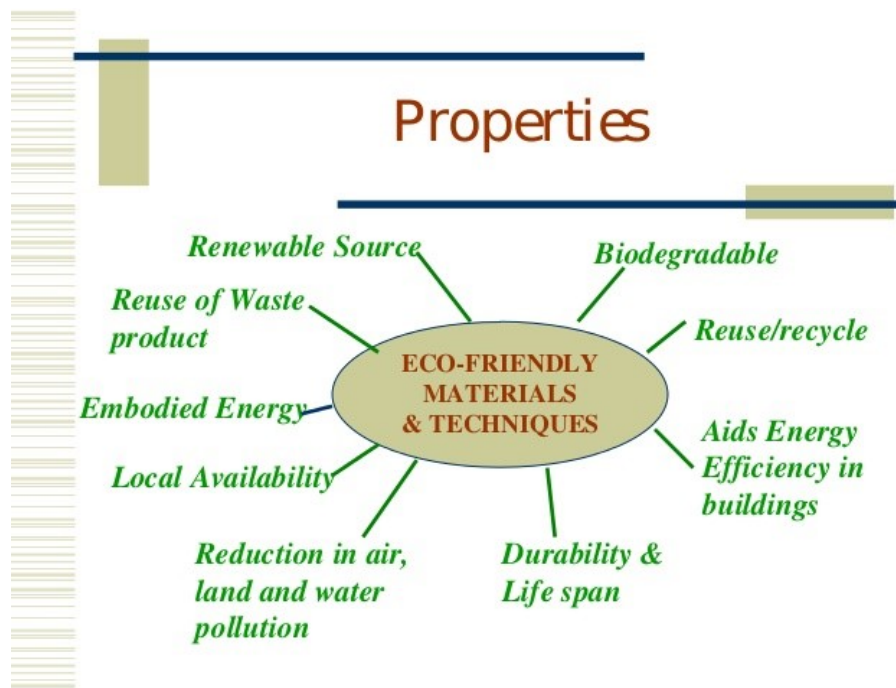 Properties
Renewable Source
Biodegradable
Reuse of Waste
product
Reuse/recycle
ECO-FRIENDLY
MATERIALS
& TECHNIQUES
Embodied Energy
Aids Energy
Efficiency in
buildings
Local Availability
Reduction in air,
land and water
pollution
Durability &
Life span